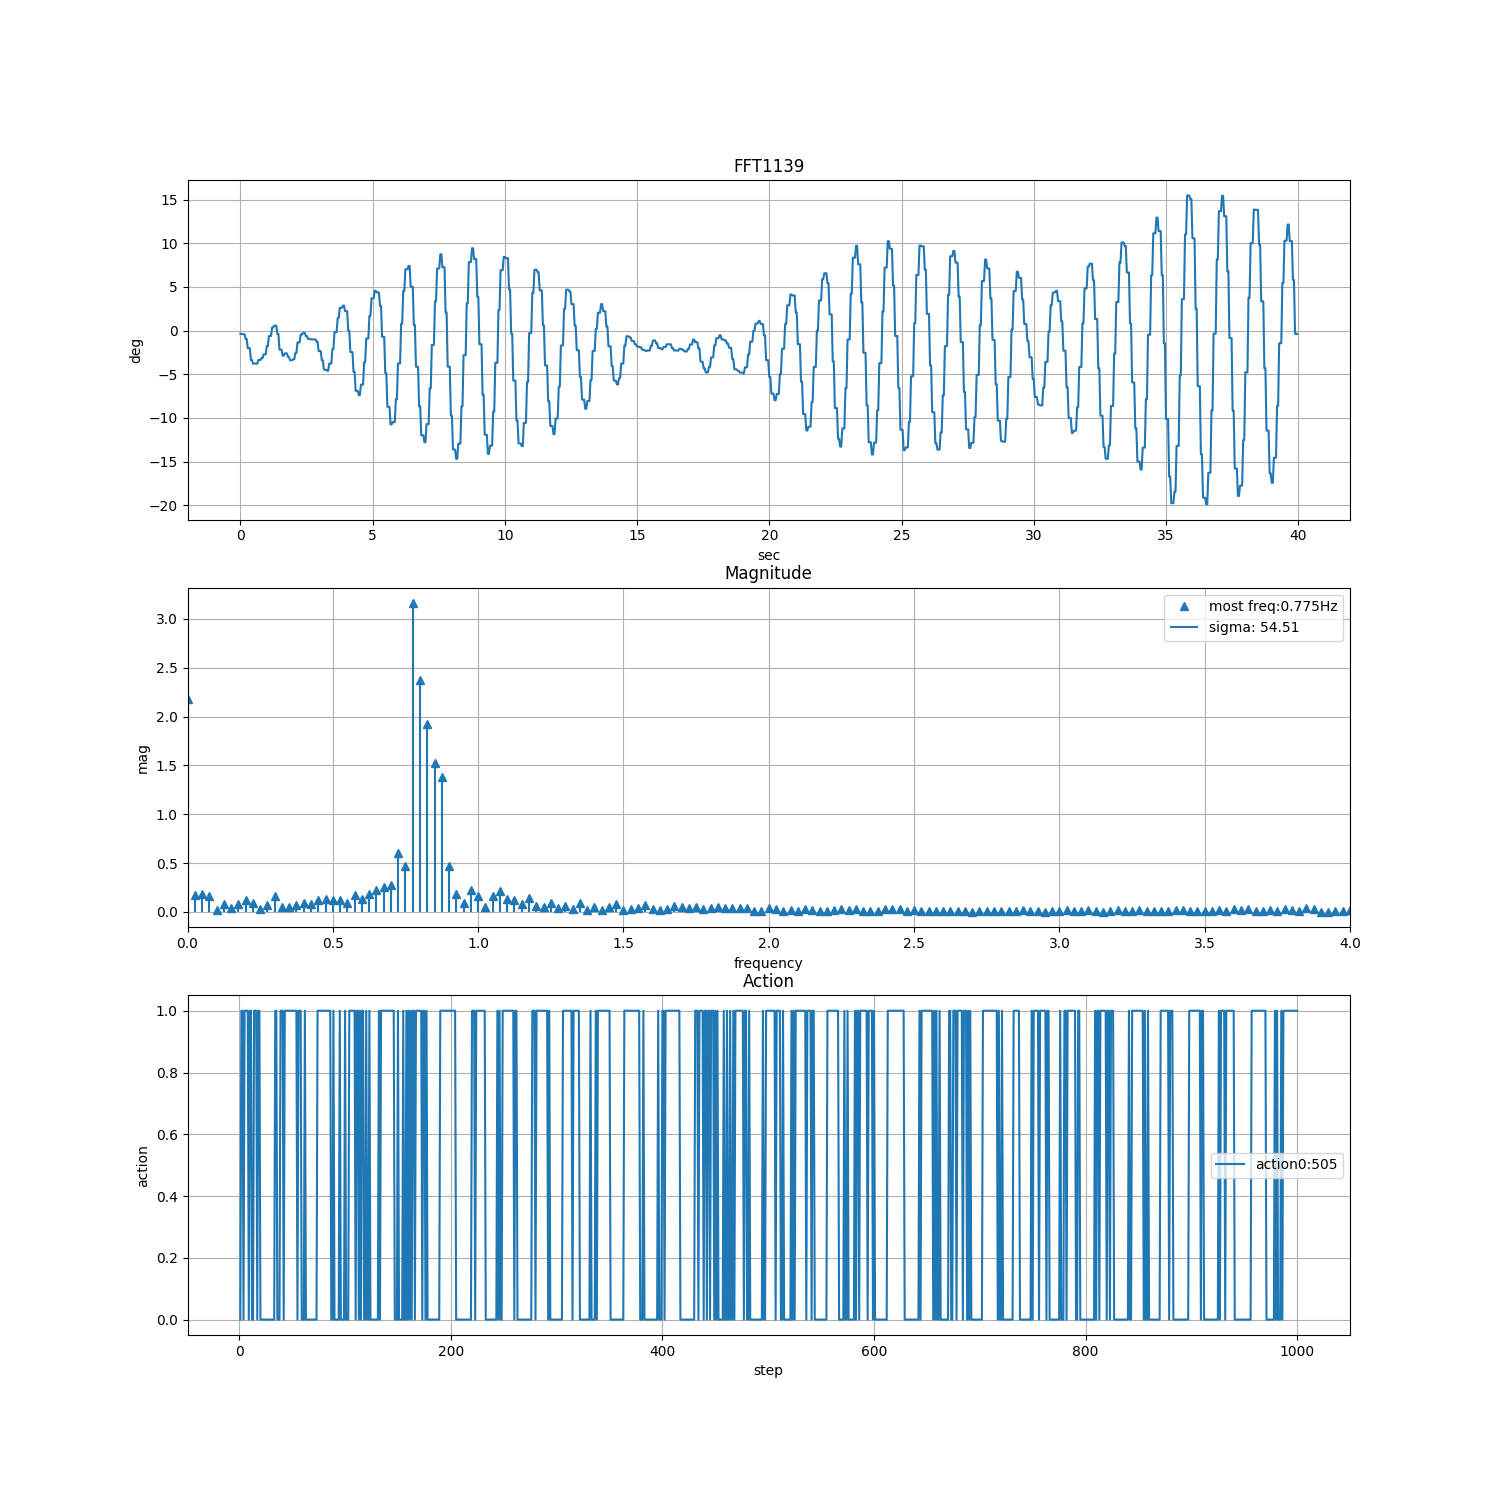 FFT1139
15
10
5
0
−5
−10
−15
−20
deg
0 5 10 15 20 25 30 35 40
sec
Magnitude
most freq:0.775Hz
sigma: 54.51
3.0
2.5
2.0
1.5
1.0
0.5
0.0
mag
0.0 0.5 1.0 1.5 2.0 2.5 3.0 3.5 4.0
frequency
Action
1.0
0.8
0.6
0.4
0.2
0.0
action
action0:505
0 200 400 600 800 1000
step